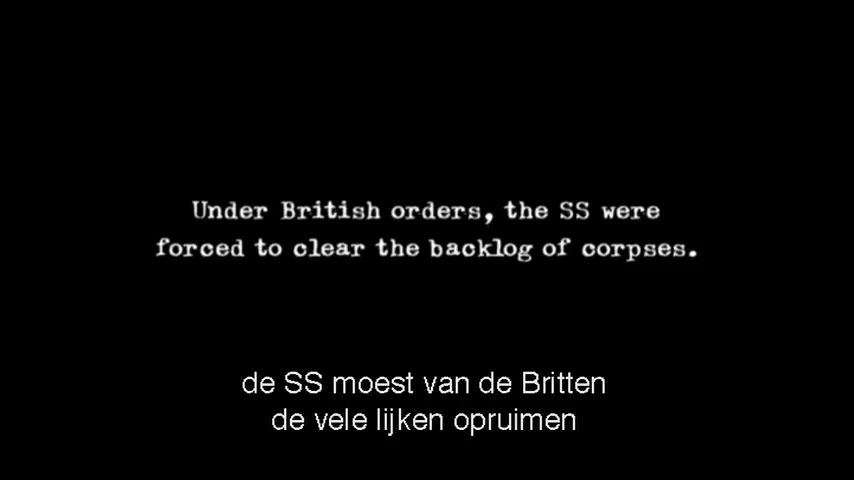 Under British orders, the SS were
forced to clear the backlog of corpses.
de SS moest van de Britten
de vele lijken opruimen